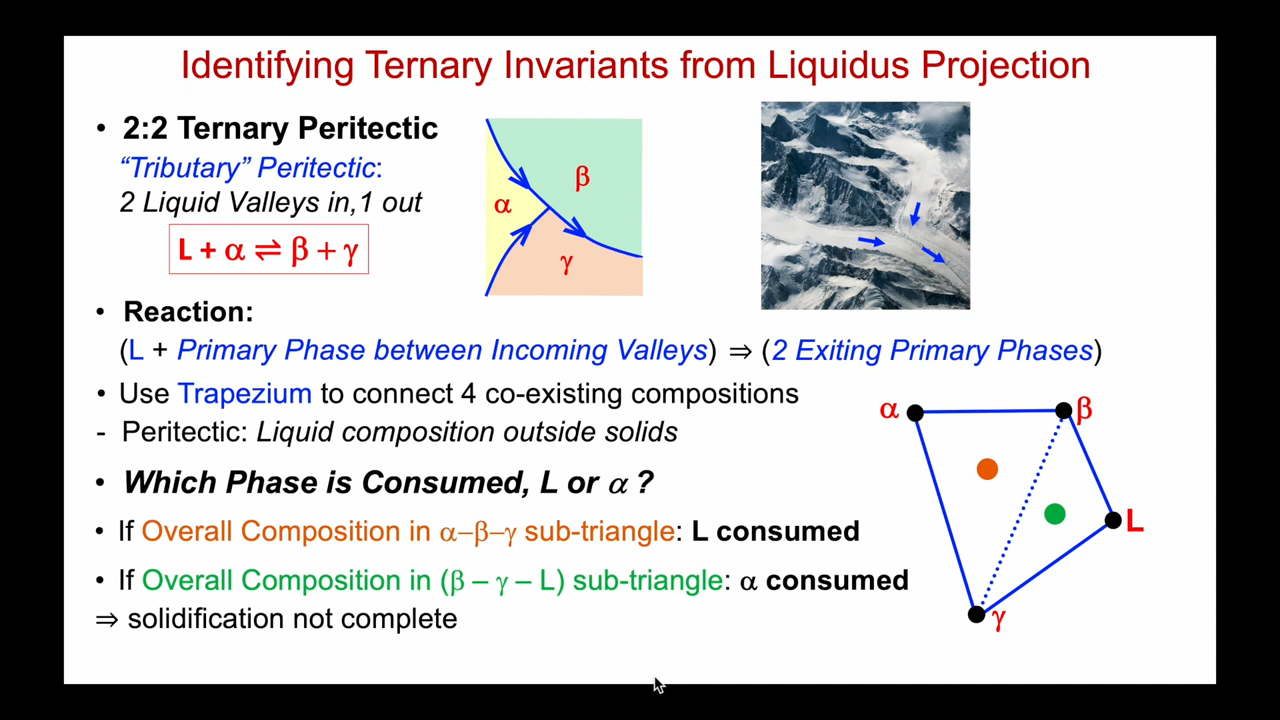 Identifying Ternary Invariants from Liquidus Projection
• 2:2 Ternary Peritectic
“Tributary” Peritectic:
2 Liquid Valleys in,1 out
L + α ⇌ β + γ
α
β
γ
• Reaction:
(L + Primary Phase between Incoming Valleys) ⇒ (2 Exiting Primary Phases)
• Use Trapezium to connect 4 co-existing compositions
- Peritectic: Liquid composition outside solids
• Which Phase is Consumed, L or α ?
• If Overall Composition in α–β–γ sub-triangle: L consumed
• If Overall Composition in (β – γ – L) sub-triangle: α consumed
⇒ solidification not complete
α
β
L
γ